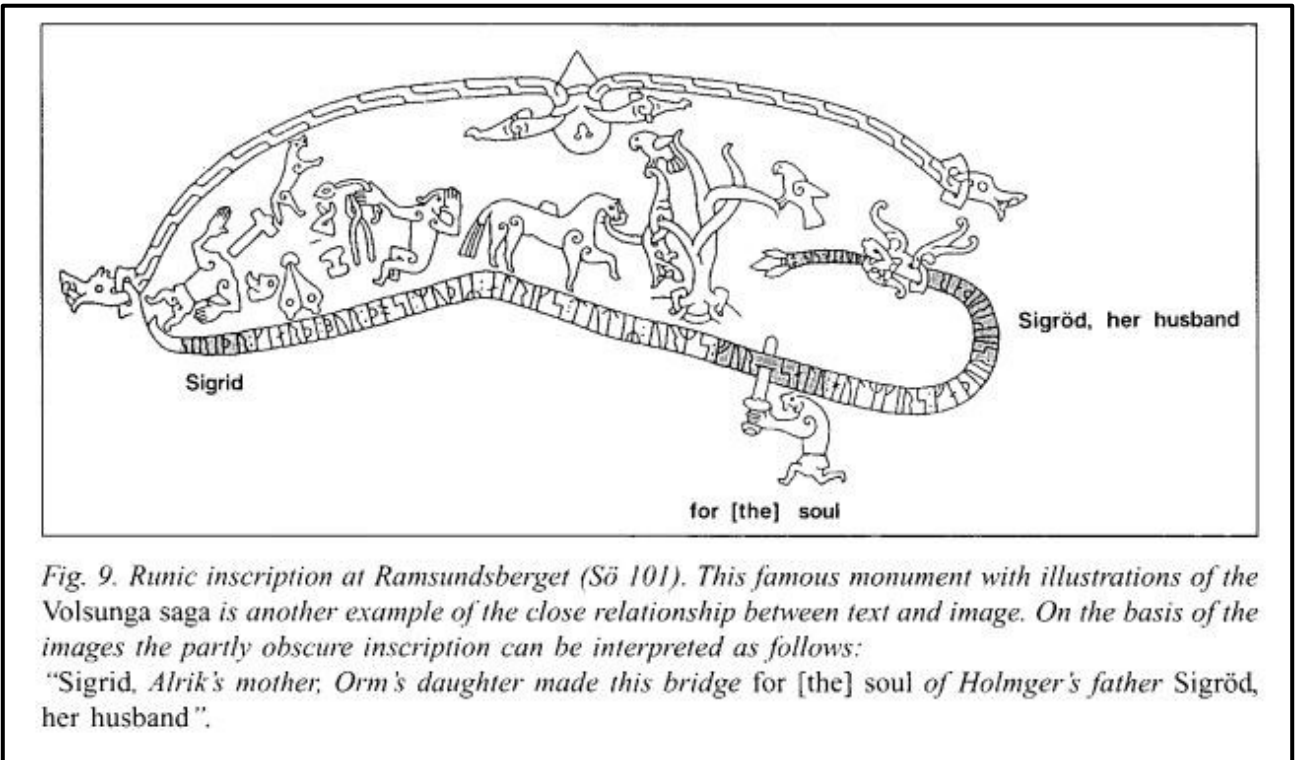 Sigröd, her husband
Sigrid
for [the] soul
Fig. 9. Runic inscription at Ramsundsberget (Sö 101). This famous monument with illustrations of the
Volsunga saga is another example of the close relationship between text and image. On the basis of the
images the partly obscure inscription can be interpreted as follows:
“Sigrid, Alrik’s mother, Orm’s daughter made this bridge for [the] soul of Holmger’s father Sigröd,
her husband”.